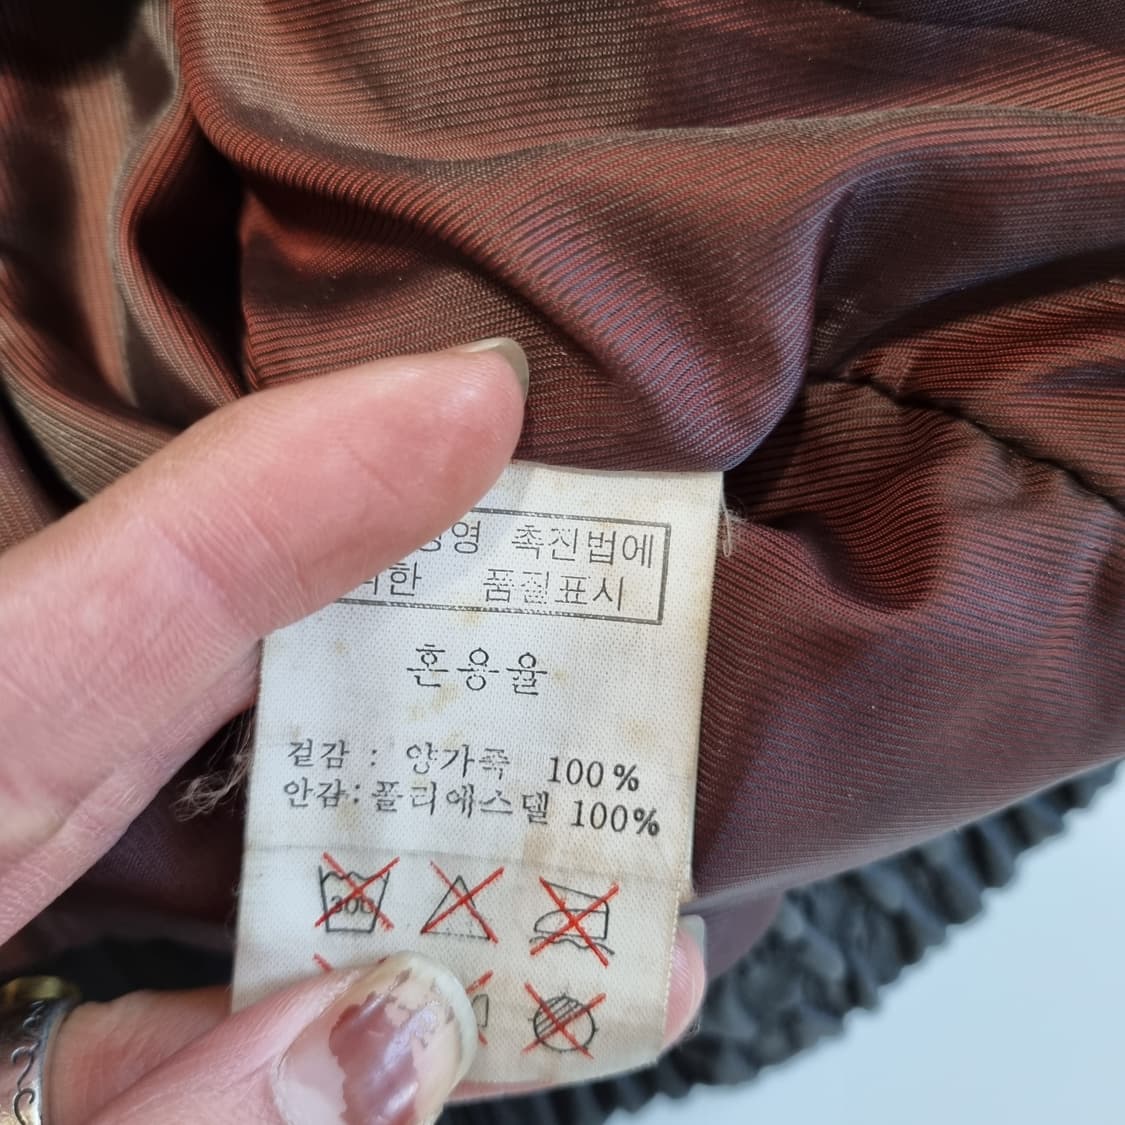 촉진법에
품질표시
혼용율
겉감 : 양가죽 100%
안감: 폴리에스텔 100%
30